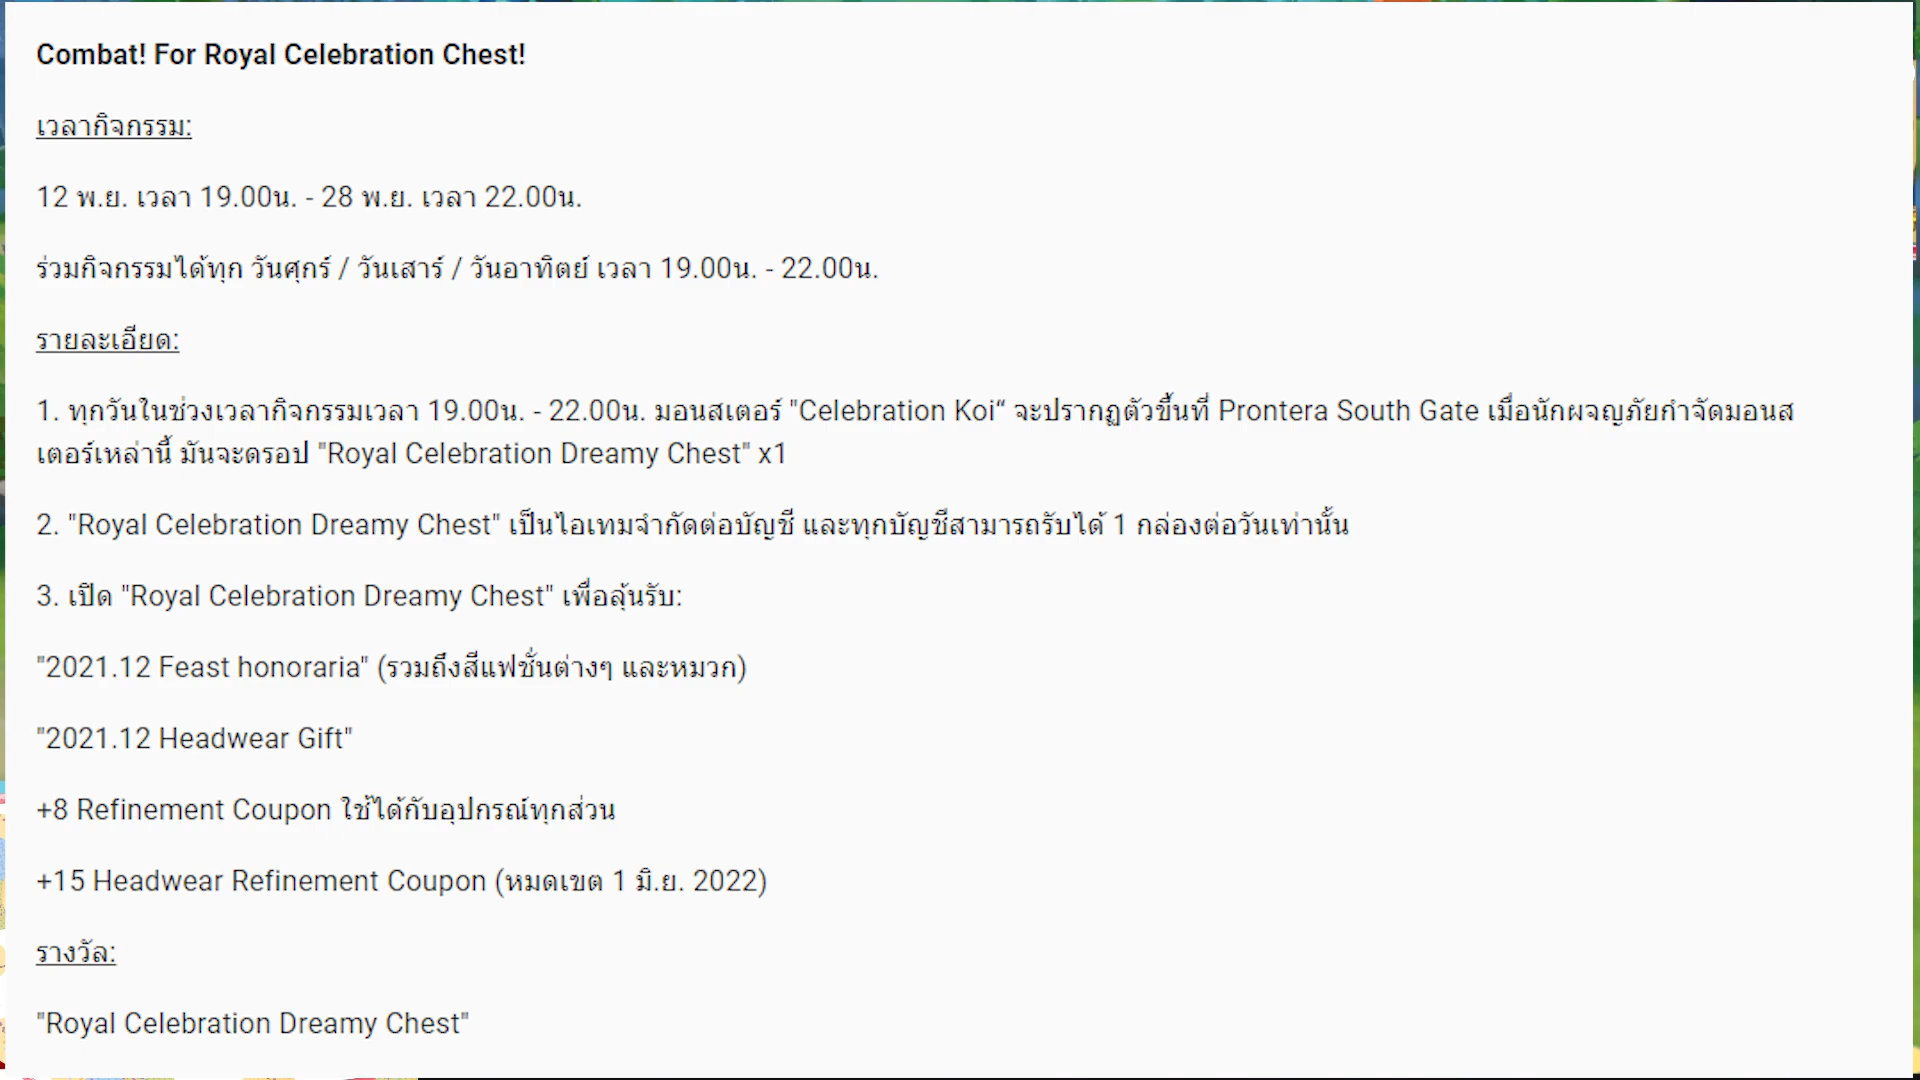 Combat! For Royal Celebration Chest!
เวลากิจกรรม:
12 พ.ย. เวลา 19.00น. - 28 พ.ย. เวลา 22.00น.
ร่วมกิจกรรมได้ทุก วันศุกร์ / วันเสาร์ / วันอาทิตย์ เวลา 19.00น. - 22.00น.
รายละเอียด:
1. ทุกวันในช่วงเวลากิจกรรมเวลา 19.00น. - 22.00น. มอนสเตอร์ "Celebration Koi“ จะปรากฏตัวขึ้นที่ Prontera South Gate เมื่อนักผจญภัยกำจัดมอนส
เตอร์เหล่านี้ มันจะดรอป "Royal Celebration Dreamy Chest" x1
2. "Royal Celebration Dreamy Chest" เป็นไอเทมจำกัดต่อบัญชี และทุกบัญชีสามารถรับได้ 1 กล่องต่อวันเท่านั้น
3. เปิด "Royal Celebration Dreamy Chest" เพื่อลุ้นรับ:
"2021.12 Feast honoraria" (รวมถึงสีแฟชั่นต่างๆ และหมวก)
"2021.12 Headwear Gift"
+8 Refinement Coupon ใช้ได้กับอุปกรณ์ทุกส่วน
+15 Headwear Refinement Coupon (หมดเขต 1 มิ.ย. 2022)
รางวัล:
"Royal Celebration Dreamy Chest"